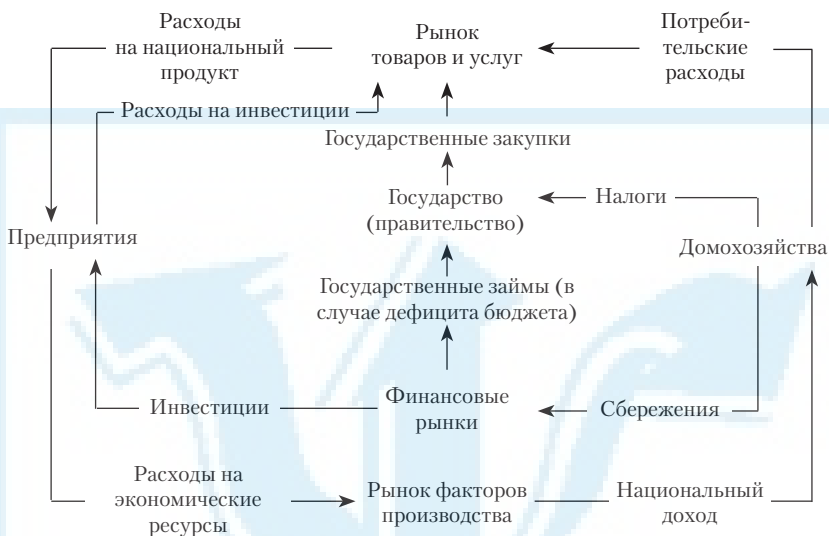 Расходы
на национальный
продукт
Рынок
товаров и услуг
Потреби-
тельские
расходы
Расходы на инвестиции
Государственные закупки
Государство
(правительство)
Налоги
Предприятия
Домохозяйства
Государственные займы (в
случае дефицита бюджета)
Инвестиции
Финансовые
рынки
Сбережения
Расходы на
экономические
ресурсы
Рынок факторов
производства
Национальный
доход